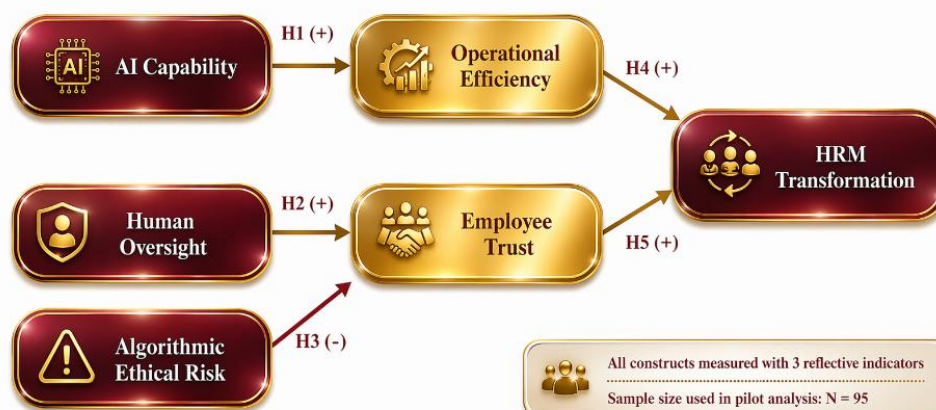 AI
AI Capability
H1 (+)
Operational
Efficiency
H4 (+)
HRM
Transformation
Human
Oversight
H2 (+)
Employee
Trust
H5 (+)
Algorithmic
Ethical Risk
H3 (-)
All constructs measured with 3 reflective indicators
Sample size used in pilot analysis: N = 95